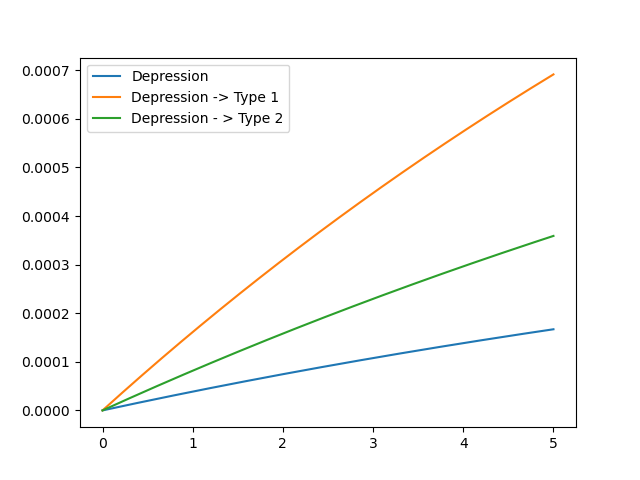 0.0007
0.0006
0.0005
0.0004
0.0003
0.0002
0.0001
0.0000
Depression
Depression -> Type 1
Depression - > Type 2
0 1 2 3 4 5